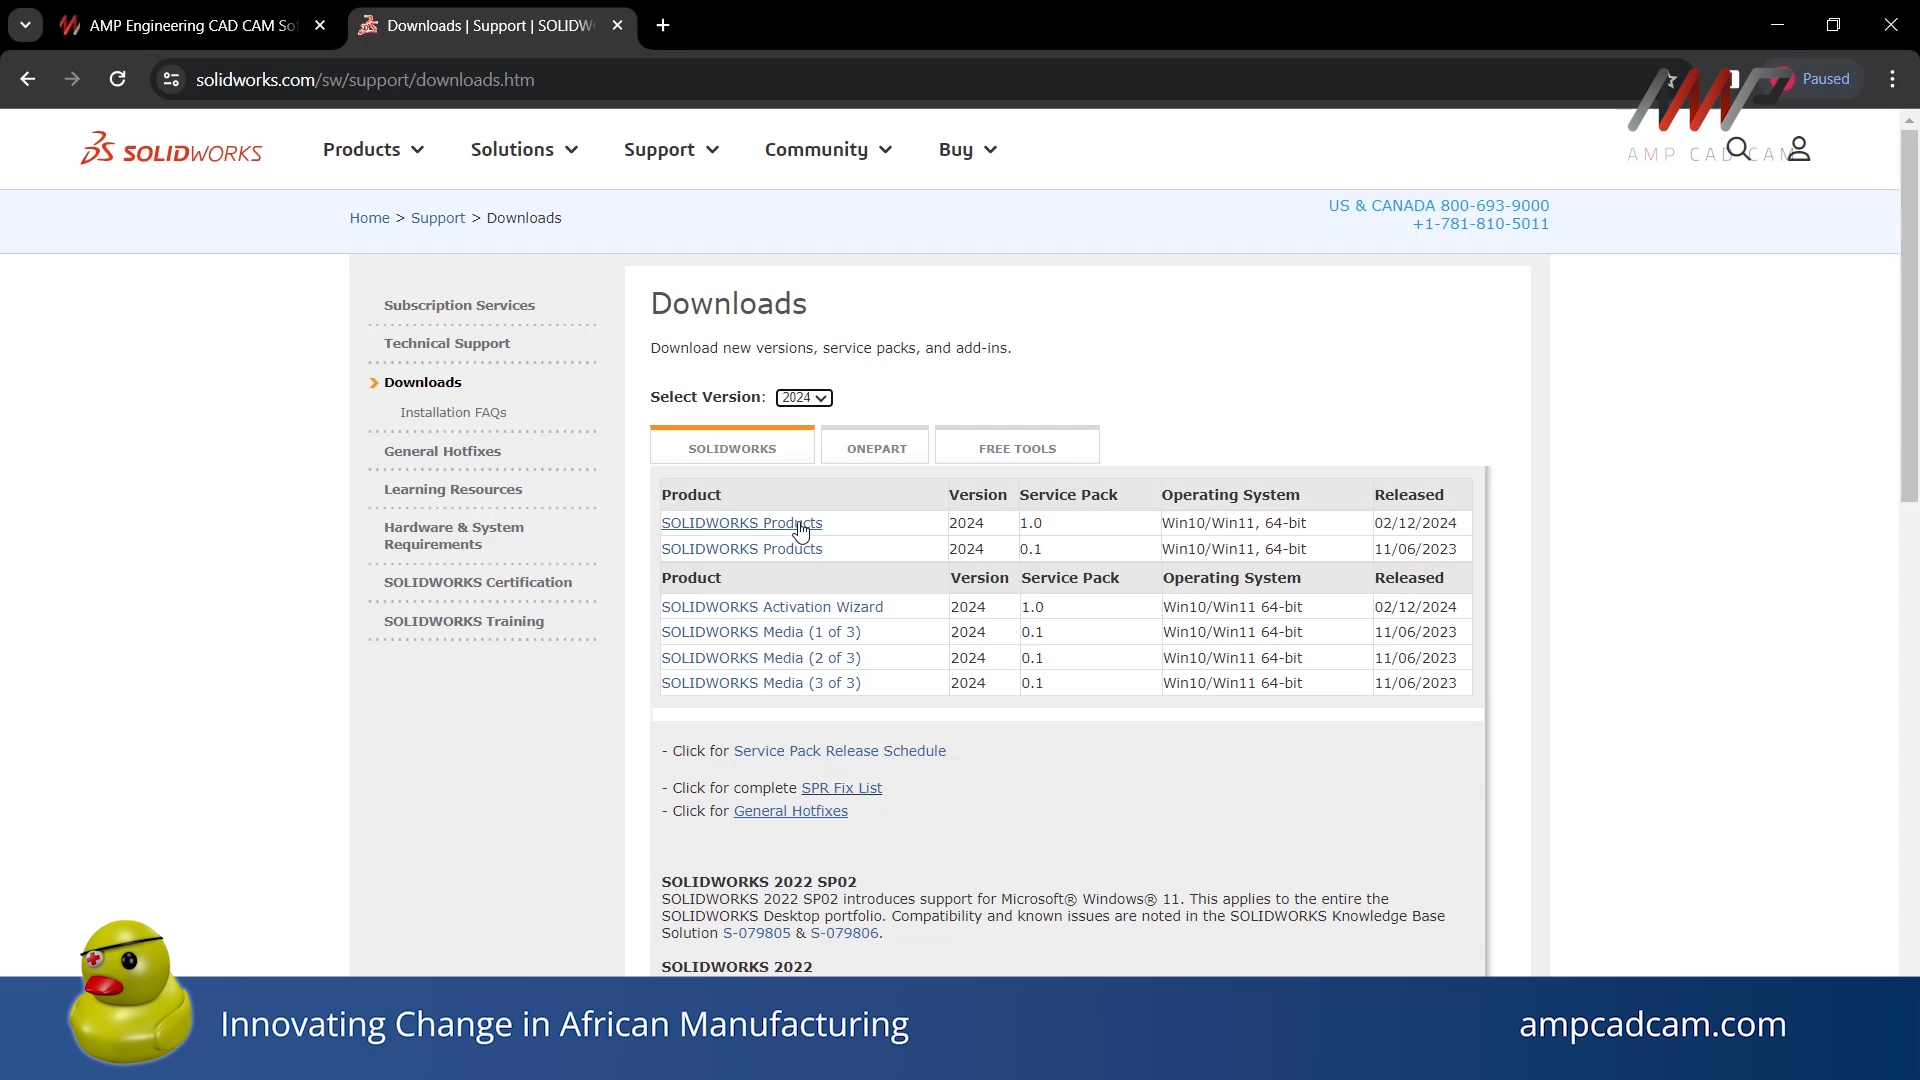 AMP Engineering CAD CAM So
Downloads | Support | SOLIDW
solidworks.com/sw/support/downloads.htm
Paused
SOLIDWORKS
Products
Solutions
Support
Community
Buy
AMP CAD CAM
Home > Support > Downloads
US & CANADA 800-693-9000
+1-781-810-5011
Subscription Services
Technical Support
Downloads
Installation FAQs
General Hotfixes
Learning Resources
Hardware & System
Requirements
SOLIDWORKS Certification
SOLIDWORKS Training
Downloads
Download new versions, service packs, and add-ins.
Select Version: 2024
SOLIDWORKS ONEPART FREE TOOLS
Product Version Service Pack Operating System Released
SOLIDWORKS Products 2024 1.0 Win10/Win11, 64-bit 02/12/2024
SOLIDWORKS Products 2024 0.1 Win10/Win11, 64-bit 11/06/2023
Product Version Service Pack Operating System Released
SOLIDWORKS Activation Wizard 2024 1.0 Win10/Win11 64-bit 02/12/2024
SOLIDWORKS Media (1 of 3) 2024 0.1 Win10/Win11 64-bit 11/06/2023
SOLIDWORKS Media (2 of 3) 2024 0.1 Win10/Win11 64-bit 11/06/2023
SOLIDWORKS Media (3 of 3) 2024 0.1 Win10/Win11 64-bit 11/06/2023
- Click for Service Pack Release Schedule
- Click for complete SPR Fix List
- Click for General Hotfixes
SOLIDWORKS 2022 SP02
SOLIDWORKS 2022 SP02 introduces support for Microsoft® Windows® 11. This applies to the entire the
SOLIDWORKS Desktop portfolio. Compatibility and known issues are noted in the SOLIDWORKS Knowledge Base
Solution S-079805 & S-079806.
SOLIDWORKS 2022
Innovating Change in African Manufacturing
ampcadcam.com